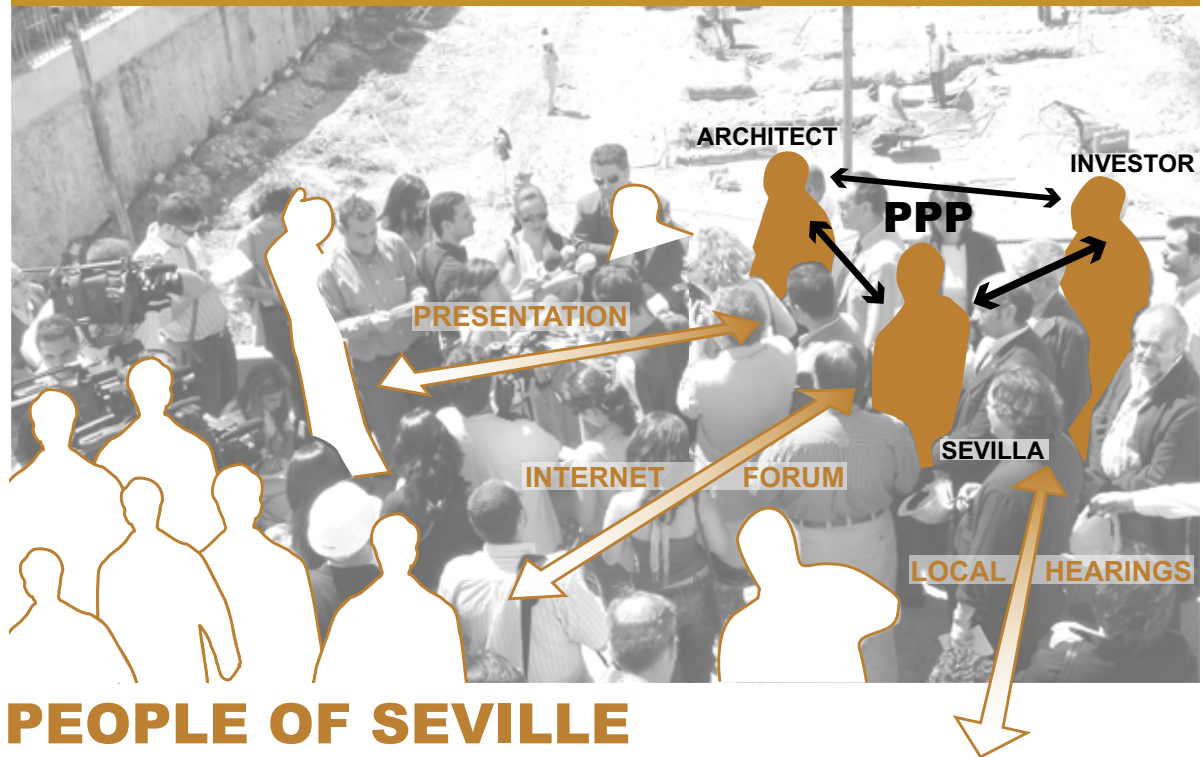 ARCHITECT
INVESTOR
PPP
PRESENTATION
SEVILLA
INTERNET FORUM
LOCAL HEARINGS
PEOPLE OF SEVILLE